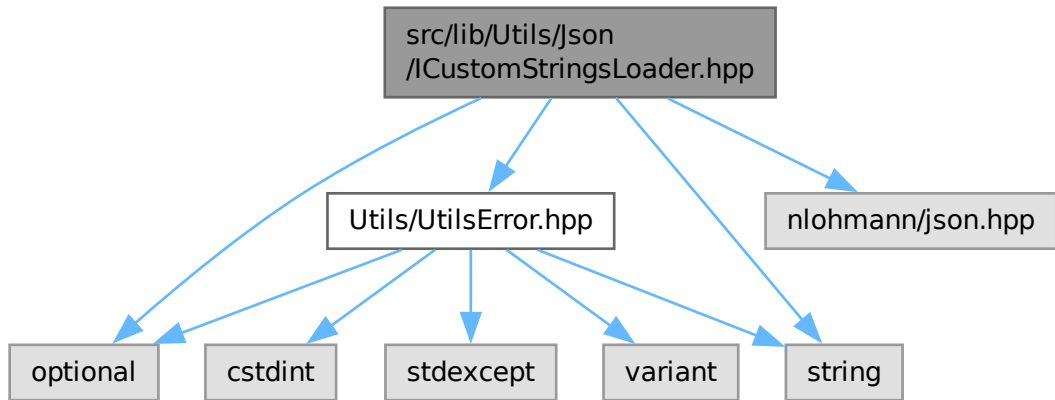 src/lib/Utils/Json
/ICustomStringsLoader.hpp
Utils/UtilsError.hpp
nlohmann/json.hpp
optional
cstdint
stdexcept
variant
string